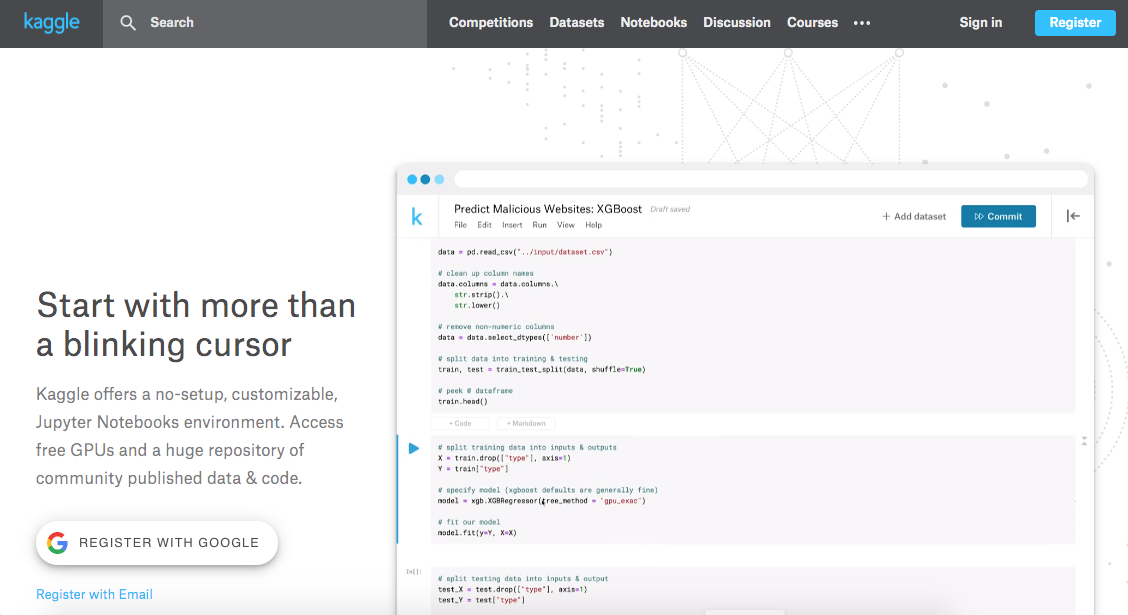 kaggle
Search
Competitions Datasets Notebooks Discussion Courses •••
Sign in
Register
Start with more than
a blinking cursor
Kaggle offers a no-setup, customizable,
Jupyter Notebooks environment. Access
free GPUs and a huge repository of
community published data & code.
REGISTER WITH GOOGLE
Register with Email
k
Predict Malicious Websites: XGBoost Draft saved
File Edit Insert Run View Help
+ Add dataset
Commit
data = pd.read_csv("../input/dataset.csv")
# clean up column names
data.columns = data.columns.\
str.strip().\
str.lower()
# remove non-numeric columns
data = data.select_dtypes(['number'])
# split data into training & testing
train, test = train_test_split(data, shuffle=True)
# peek @ dataframe
train.head()
+ Code + Markdown
# split training data into inputs & outputs
X = train.drop(["type"], axis=1)
Y = train["type"]
# specify model (xgboost defaults are generally fine)
model = xgb.XGBRegressor(tree_method = 'gpu_exac")
# fit our model
model.fit(y=Y, X=X)
# split testing data into inputs & output
test_X = test.drop(["type"], axis=1)
test_Y = test["type"]